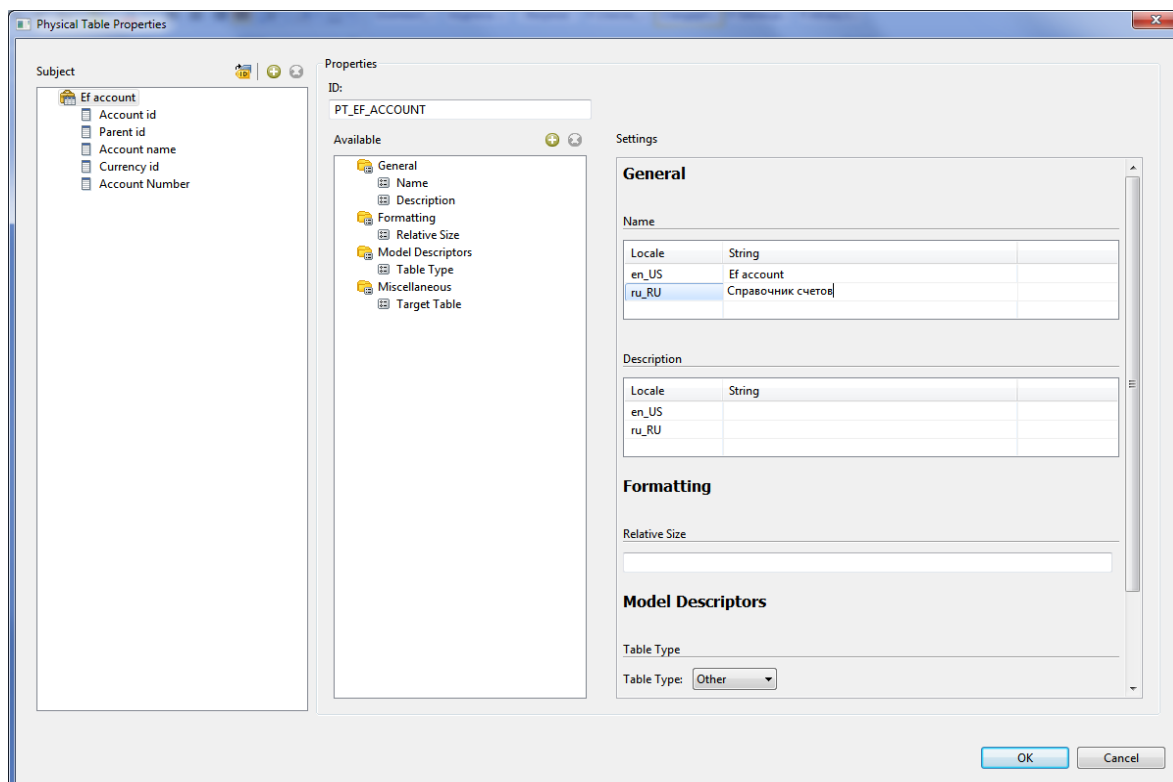 Physical Table Properties
Subject
Ef account
Account id
Parent id
Account name
Currency id
Account Number
Properties
ID:
PT_EF_ACCOUNT
Available
General
Name
Description
Formatting
Relative Size
Model Descriptors
Table Type
Miscellaneous
Target Table
Settings
General
Name
Locale String
en_US Ef account
ru_RU Справочник счетов
Description
Locale String
en_US
ru_RU
Formatting
Relative Size
Model Descriptors
Table Type
Table Type: Other
OK Cancel